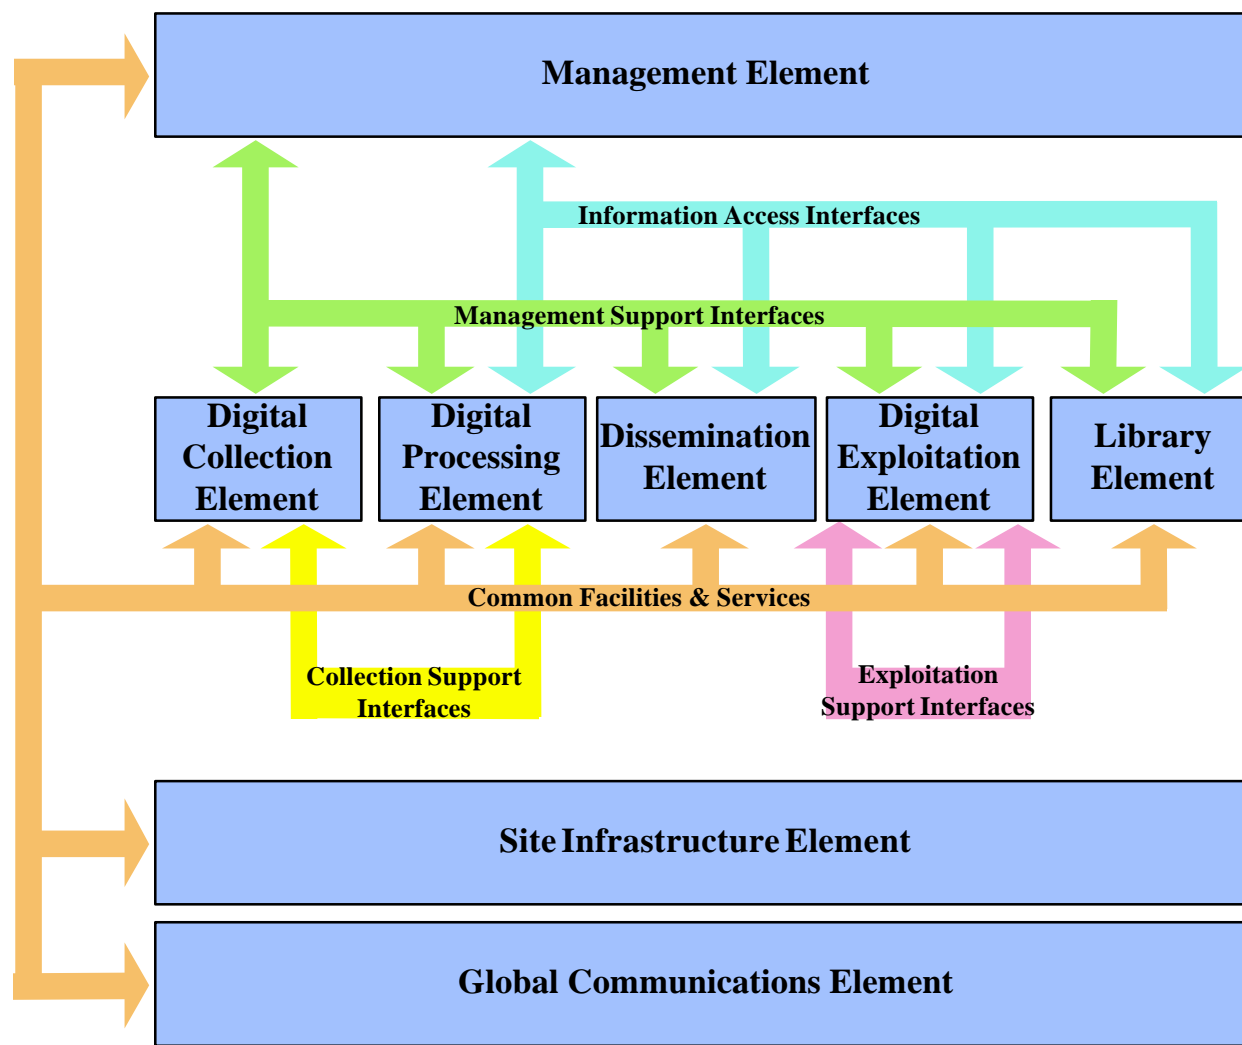 Management Element
Information Access Interfaces
Management Support Interfaces
Digital
Collection
Element
Digital
Processing
Element
Dissemination
Element
Digital
Exploitation
Element
Library
Element
Common Facilities & Services
Collection Support
Interfaces
Exploitation
Support Interfaces
Site Infrastructure Element
Global Communications Element